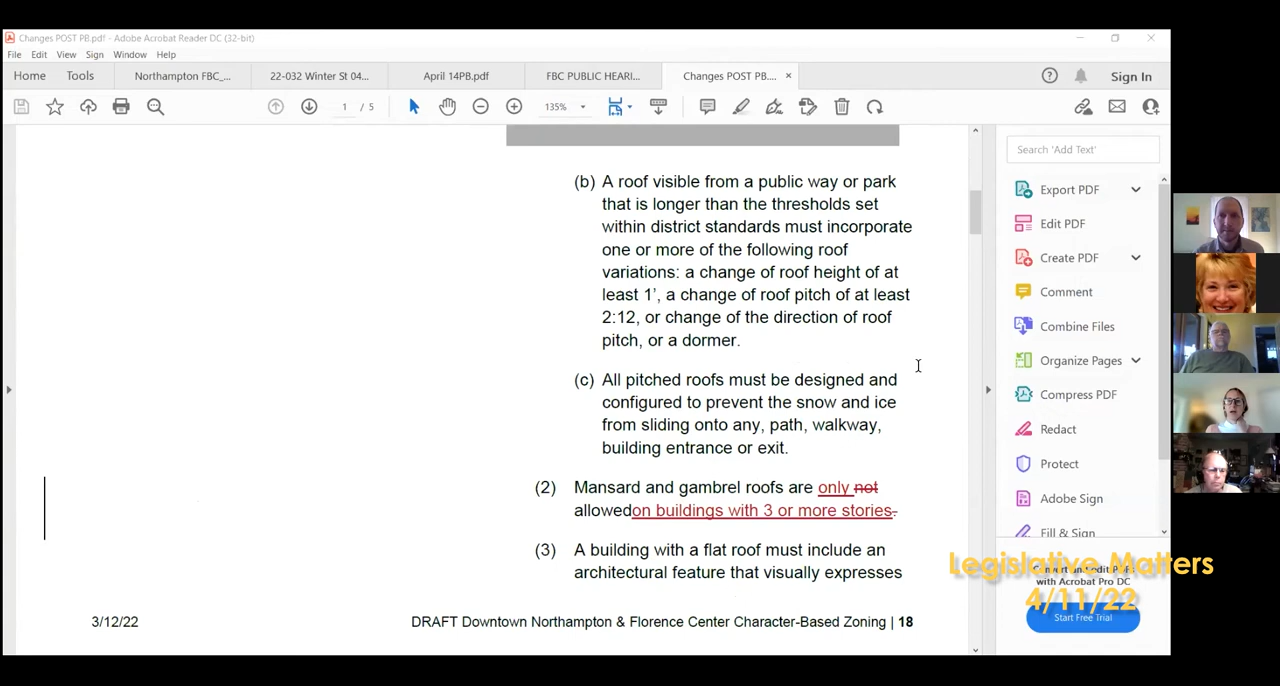 Changes POST PB.pdf - Adobe Acrobat Reader DC (32-bit)
File Edit View Sign Window Help
Home Tools Northampton FBC_... 22-032 Winter St 04... April 14PB.pdf FBC PUBLIC HEARI... Changes POST PB.... × Sign In
1 / 5 135%
Search 'Add Text'
(b) A roof visible from a public way or park
that is longer than the thresholds set
within district standards must incorporate
one or more of the following roof
variations: a change of roof height of at
least 1’, a change of roof pitch of at least
2:12, or change of the direction of roof
pitch, or a dormer.
(c) All pitched roofs must be designed and
configured to prevent the snow and ice
from sliding onto any, path, walkway,
building entrance or exit.
(2) Mansard and gambrel roofs are only not
allowedon buildings with 3 or more stories.
(3) A building with a flat roof must include an
architectural feature that visually expresses
3/12/22 DRAFT Downtown Northampton & Florence Center Character-Based Zoning | 18
Export PDF
Edit PDF
Create PDF
Comment
Combine Files
Organize Pages
Compress PDF
Redact
Protect
Adobe Sign
Fill & Sign
Convert and edit PDFs
with Acrobat Pro DC
Start Free Trial
Legislative Matters
4/11/22